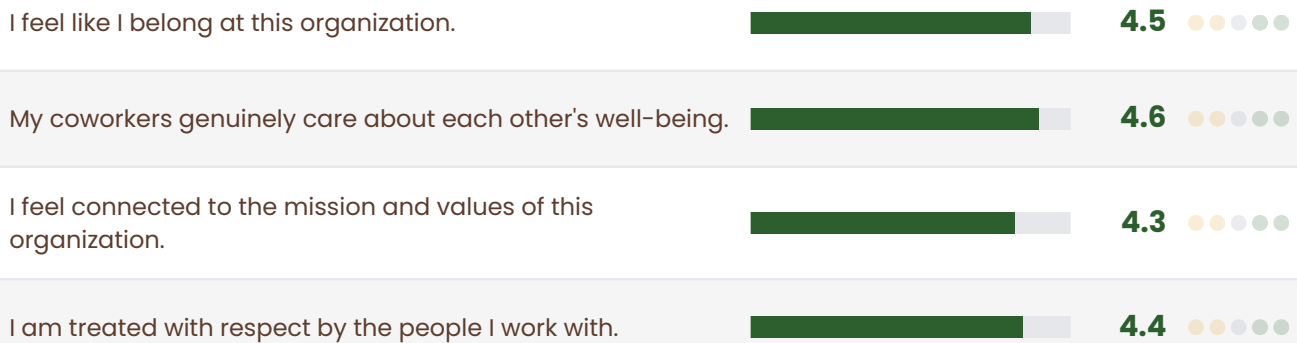 I feel like I belong at this organization. 4.5
My coworkers genuinely care about each other's well-being. 4.6
I feel connected to the mission and values of this
organization.
4.3
I am treated with respect by the people I work with. 4.4